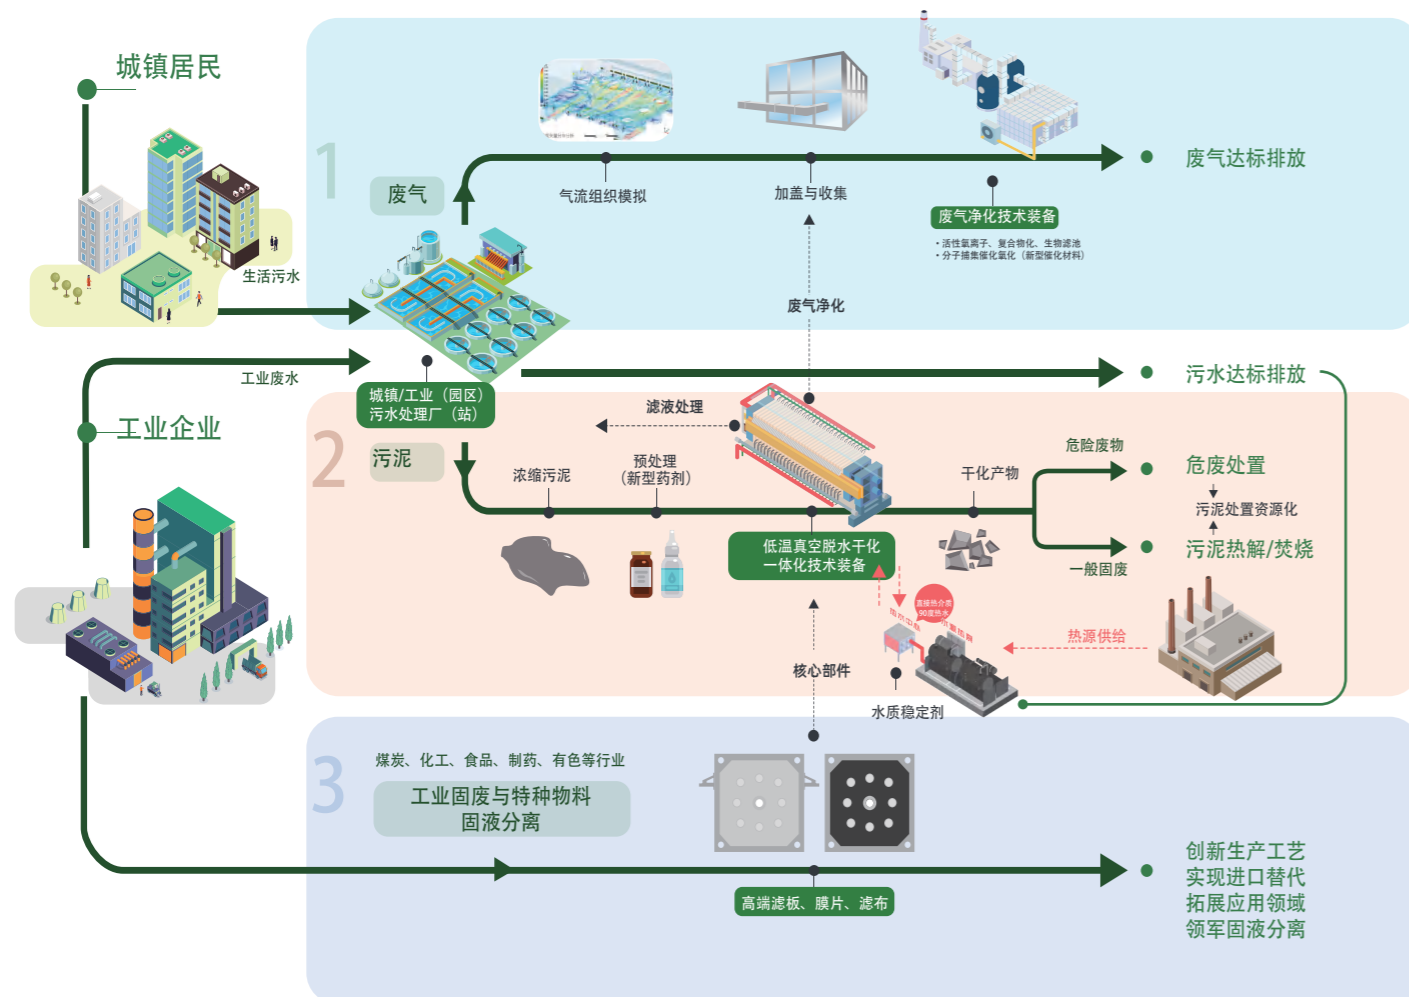 城镇居民
1
废气
气流组织模拟
加盖与收集
废气净化技术装备
• 活性氧离子、复合物化、生物滤池
• 分子捕集催化氧化（新型催化材料）
废气达标排放
生活污水
废气净化
工业废水
城镇/工业（园区）
污水处理厂（站）
污水达标排放
工业企业
2
污泥
滤液处理
浓缩污泥
预处理
（新型药剂）
低温真空脱水干化
一体化技术装备
干化产物
危险废物
一般固废
危废处置
污泥处置资源化
污泥热解/焚烧
直接热介质
90度热水
热源供给
核心部件
水质稳定剂
3
煤炭、化工、食品、制药、有色等行业
工业固废与特种物料
固液分离
高端滤板、膜片、滤布
创新生产工艺
实现进口替代
拓展应用领域
领军固液分离